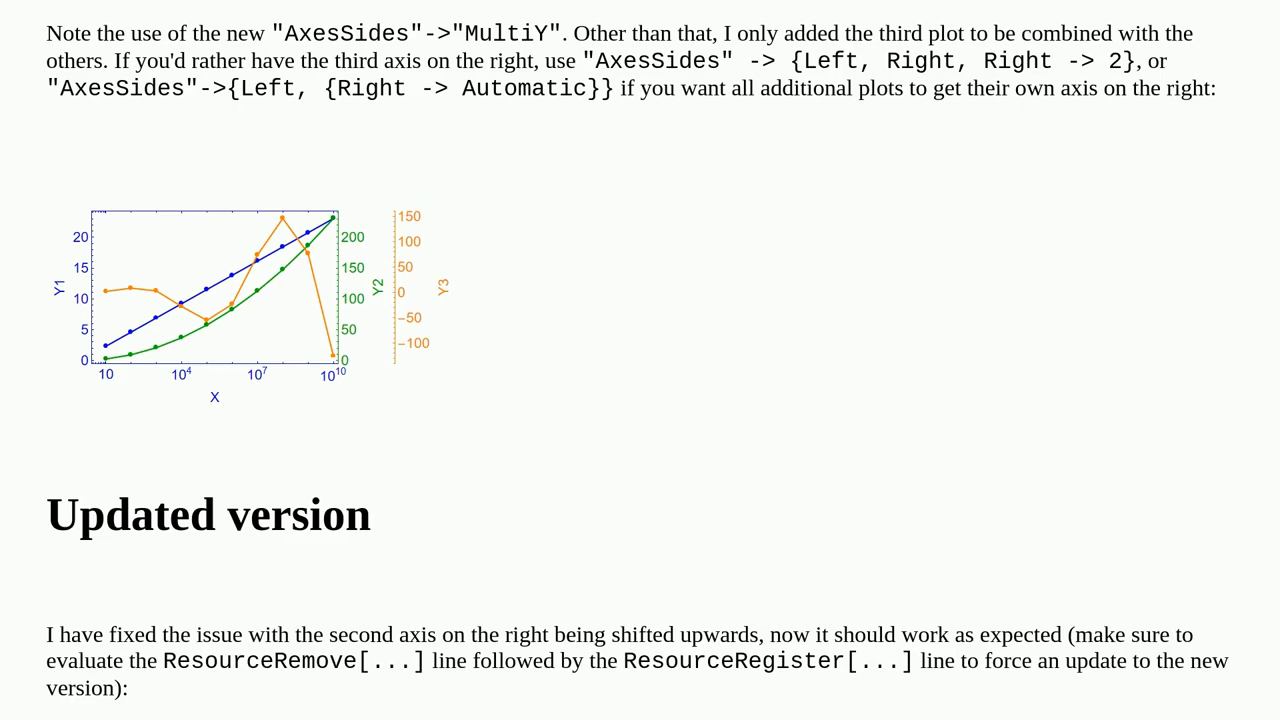 Note the use of the new "AxesSides"->"MultiY". Other than that, I only added the third plot to be combined with the
others. If you'd rather have the third axis on the right, use "AxesSides" -> {Left, Right, Right -> 2}, or
"AxesSides"->{Left, {Right -> Automatic}} if you want all additional plots to get their own axis on the right:
20
15
10
5
0
Y1
200
150
100
50
0
Y2
150
100
50
0
−50
−100
Y3
10
10⁴
10⁷
10¹⁰
X
Updated version
I have fixed the issue with the second axis on the right being shifted upwards, now it should work as expected (make sure to
evaluate the ResourceRemove[...] line followed by the ResourceRegister[...] line to force an update to the new
version):